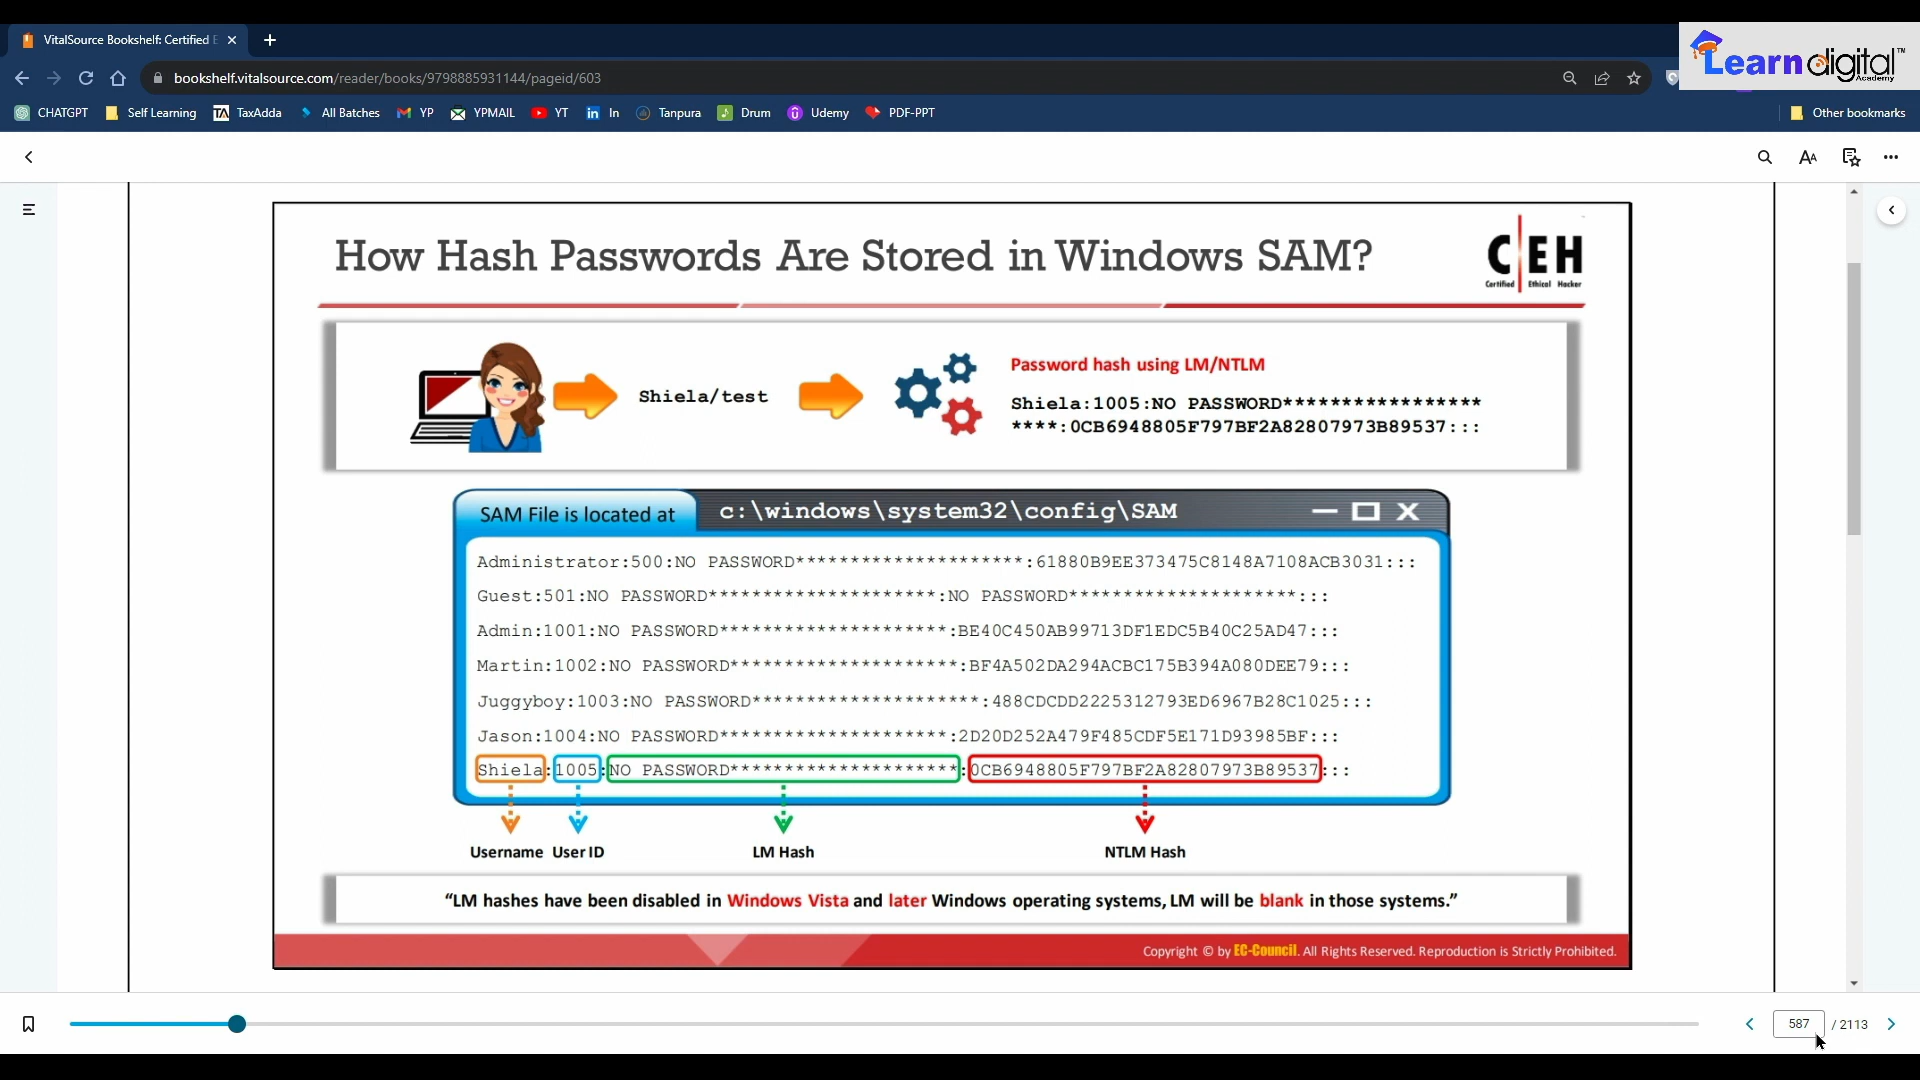 VitalSource Bookshelf: Certified E
Learn digital Academy™
bookshelf.vitalsource.com/reader/books/9798885931144/pageid/603
CHATGPT Self Learning TA TaxAdda All Batches YP YPMAIL YT in In Tanpura Drum Udemy PDF-PPT Other bookmarks
AA
How Hash Passwords Are Stored in Windows SAM?
CEH
Certified Ethical Hacker
Password hash using LM/NTLM
Shiela/test
Shiela:1005:NO PASSWORD*****************
****:0CB6948805F797BF2A82807973B89537:::
SAM File is located at c:\windows\system32\config\SAM
Administrator:500:NO PASSWORD*********************:61880B9EE373475C8148A7108ACB3031:::
Guest:501:NO PASSWORD*********************:NO PASSWORD*********************:::
Admin:1001:NO PASSWORD*********************:BE40C450AB99713DF1EDC5B40C25AD47:::
Martin:1002:NO PASSWORD*********************:BF4A502DA294ACBC175B394A080DEE79:::
Juggyboy:1003:NO PASSWORD*********************:488CDCDD2225312793ED6967B28C1025:::
Jason:1004:NO PASSWORD*********************:2D20D252A479F485CDF5E171D93985BF:::
Shiela:1005:NO PASSWORD*********************:0CB6948805F797BF2A82807973B89537:::
Username User ID LM Hash NTLM Hash
“LM hashes have been disabled in Windows Vista and later Windows operating systems, LM will be blank in those systems.”
Copyright © by EC-Council. All Rights Reserved. Reproduction is Strictly Prohibited.
587 / 2113